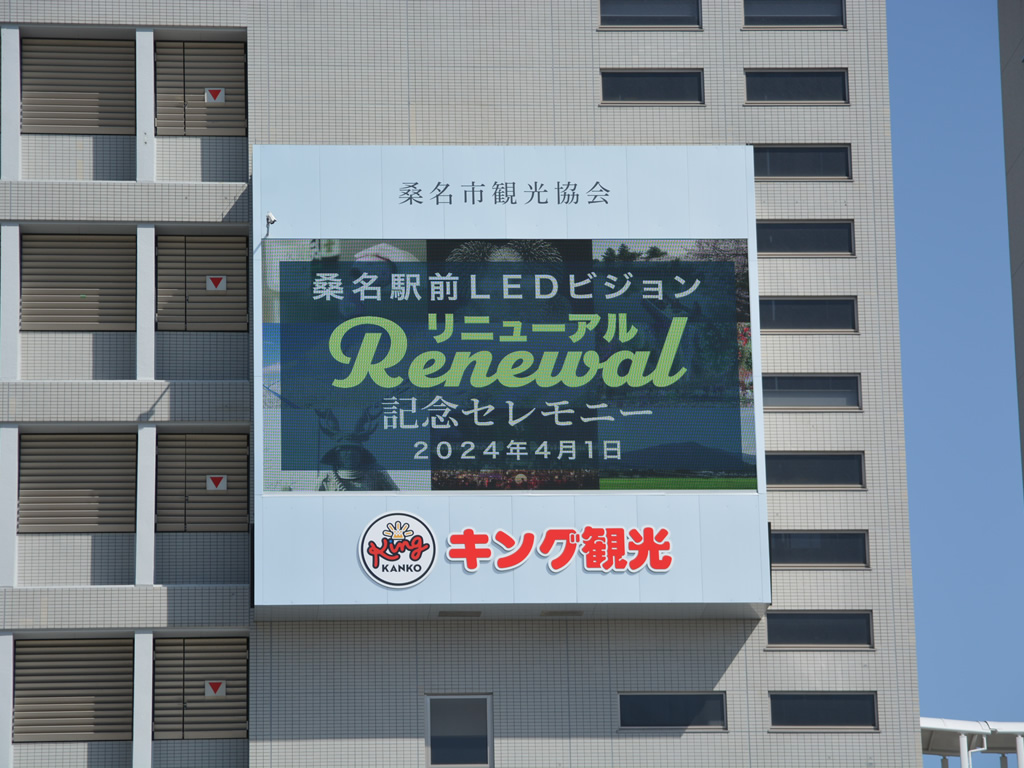 桑名市観光協会
桑名駅前LEDビジョン
リニューアル
Renewal
記念セレモニー
2024年4月1日
King
KANKO
キング観光